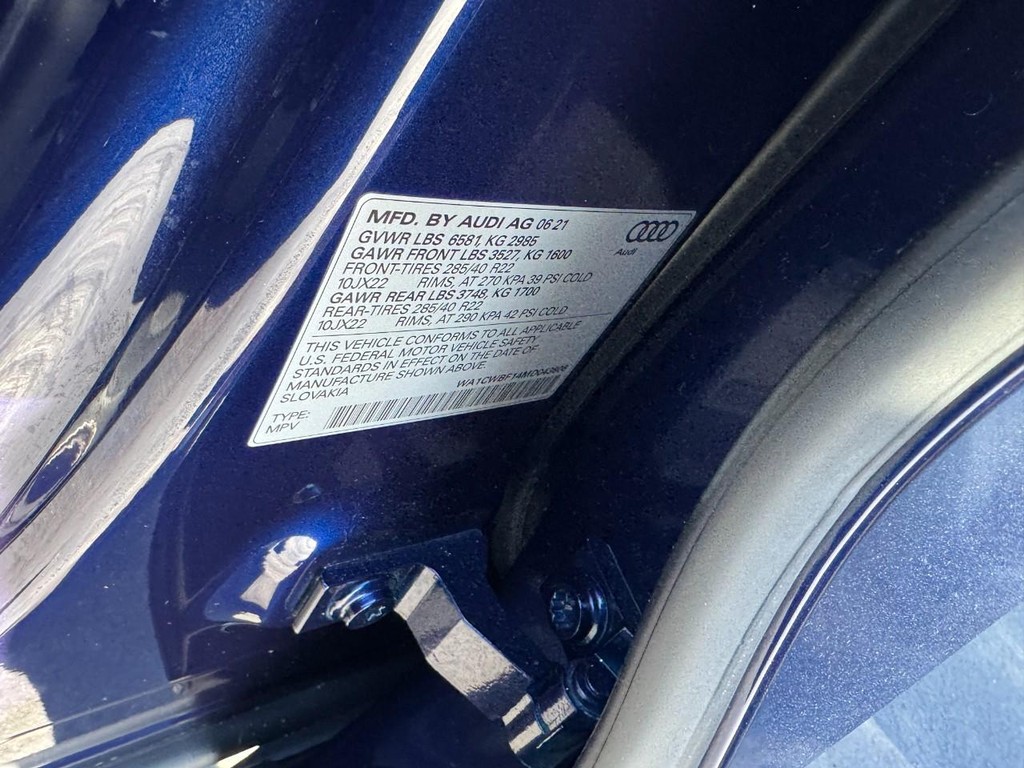 MFD. BY AUDI AG 06 21
GVWR LBS 6581, KG 2985
GAWR FRONT LBS 3527, KG 1600
FRONT-TIRES 285/40 R22
10JX22 RIMS, AT 270 KPA 39 PSI COLD
GAWR REAR LBS 3748, KG 1700
REAR-TIRES 285/40 R22
10JX22 RIMS, AT 290 KPA 42 PSI COLD
Audi
THIS VEHICLE CONFORMS TO ALL APPLICABLE
U.S. FEDERAL MOTOR VEHICLE SAFETY
STANDARDS IN EFFECT ON THE DATE OF
MANUFACTURE SHOWN ABOVE.
SLOVAKIA
TYPE:
MPV